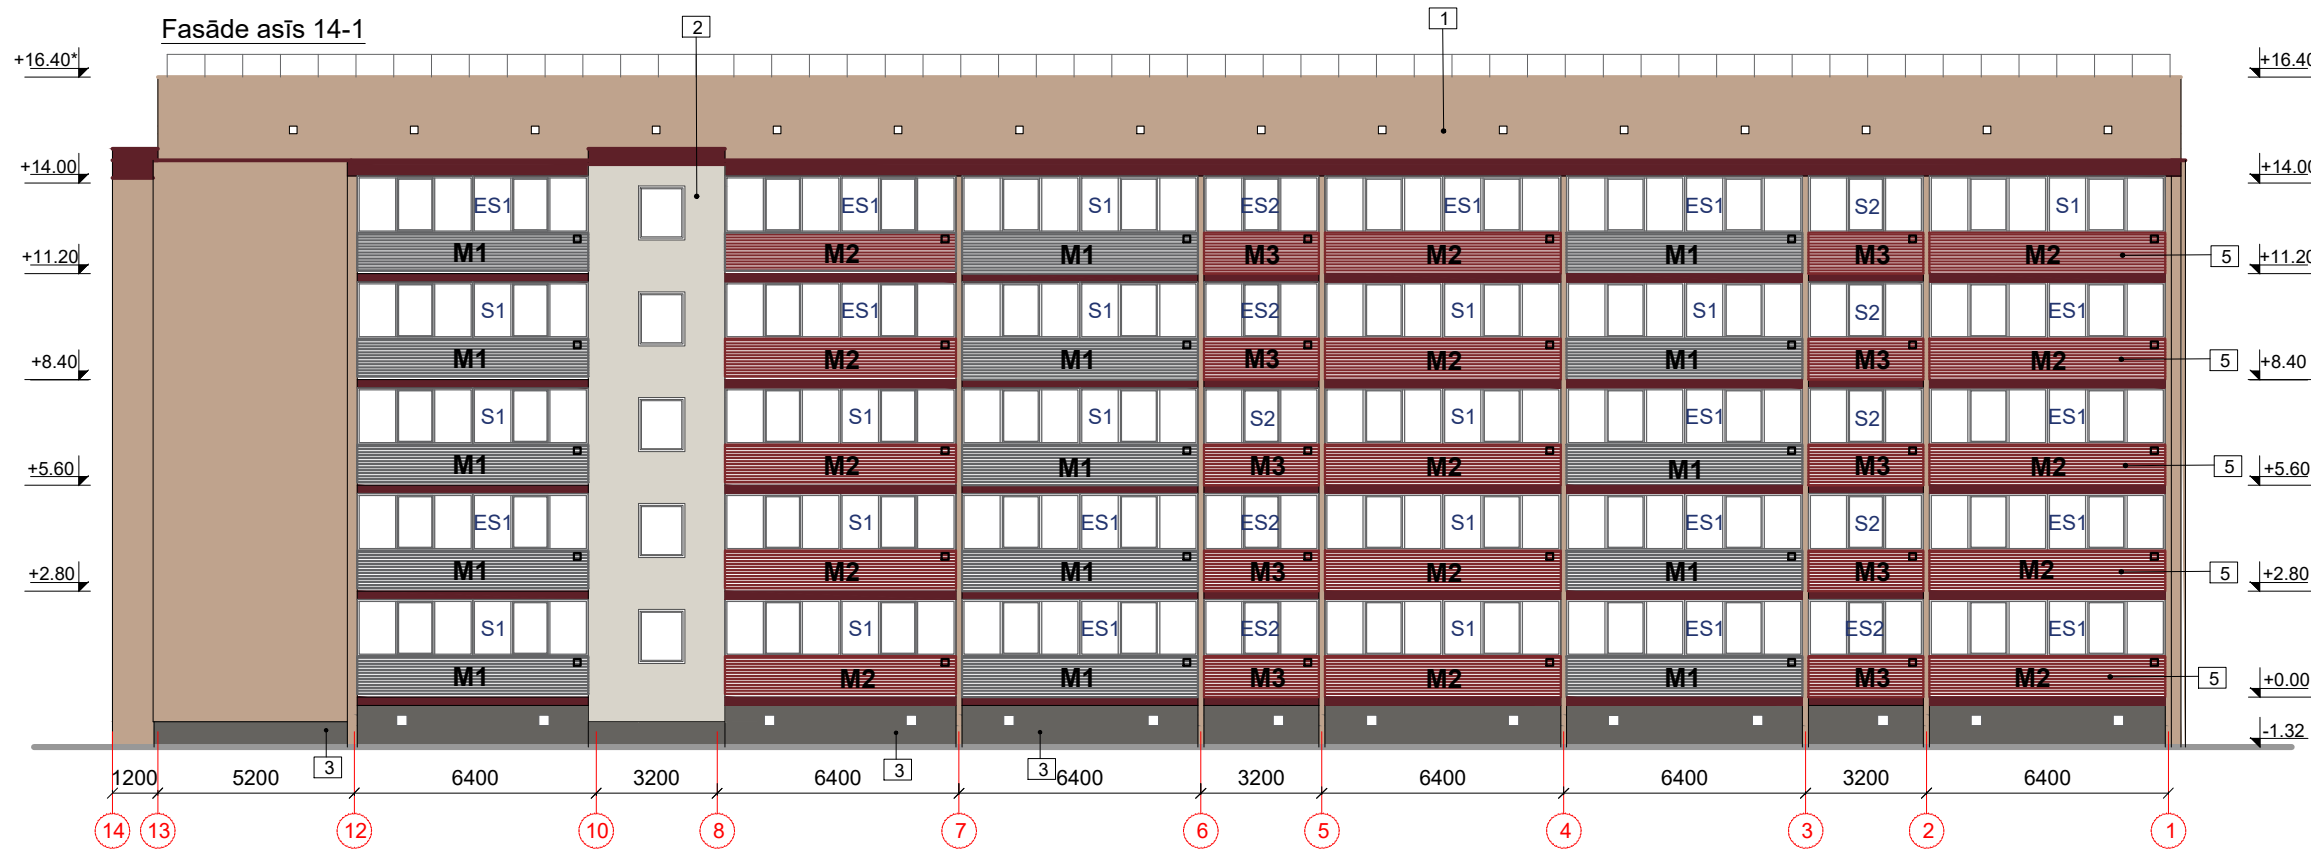 Fasāde asīs 14-1
2
1
+16.40*
+16.40
+14.00
+14.00
ES1
ES1
S1
ES2
ES1
ES1
S2
S1
M1
M2
M1
M3
M2
M1
M3
M2
5
+11.20
+11.20
S1
ES1
S1
ES2
S1
S1
S2
ES1
M1
M2
M1
M3
M2
M1
M3
M2
5
+8.40
+8.40
S1
S1
S1
S2
S1
ES1
S2
ES1
M1
M2
M1
M3
M2
M1
M3
M2
5
+5.60
+5.60
ES1
S1
ES1
ES2
S1
ES1
S2
ES1
M1
M2
M1
M3
M2
M1
M3
M2
5
+2.80
+2.80
S1
S1
ES1
ES2
S1
ES1
ES2
ES1
M1
M2
M1
M3
M2
M1
M3
M2
5
+0.00
-1.32
3
3
3
1200 5200 6400 3200 6400 6400 3200 6400 6400 3200 6400
14 13 12 10 8 7 6 5 4 3 2 1